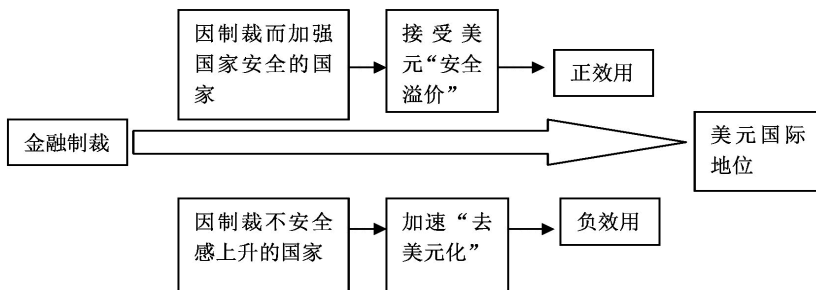 因制裁而加强
国家安全的国
家
接受美
元“安全
溢价”
正效用
金融制裁
美元国际
地位
因制裁不安全
感上升的国家
加速“去
美元化”
负效用